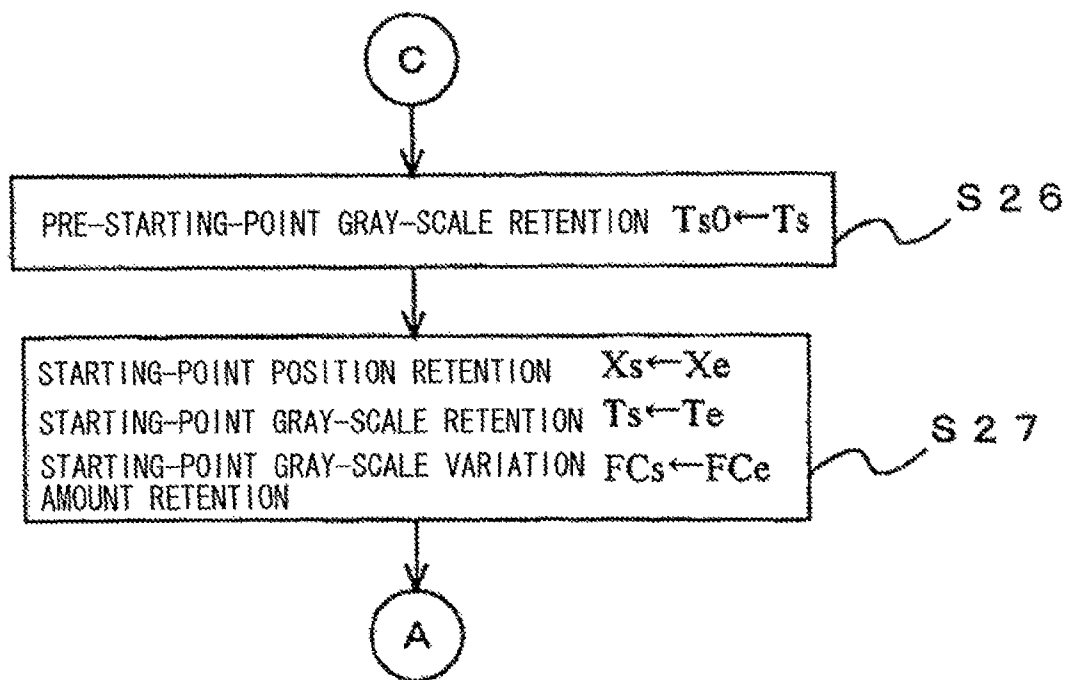 C
PRE-STARTING-POINT GRAY-SCALE RETENTION Ts0←Ts
S26
STARTING-POINT POSITION RETENTION Xs←Xe
STARTING-POINT GRAY-SCALE RETENTION Ts←Te
STARTING-POINT GRAY-SCALE VARIATION FCs←FCe
AMOUNT RETENTION
S27
A